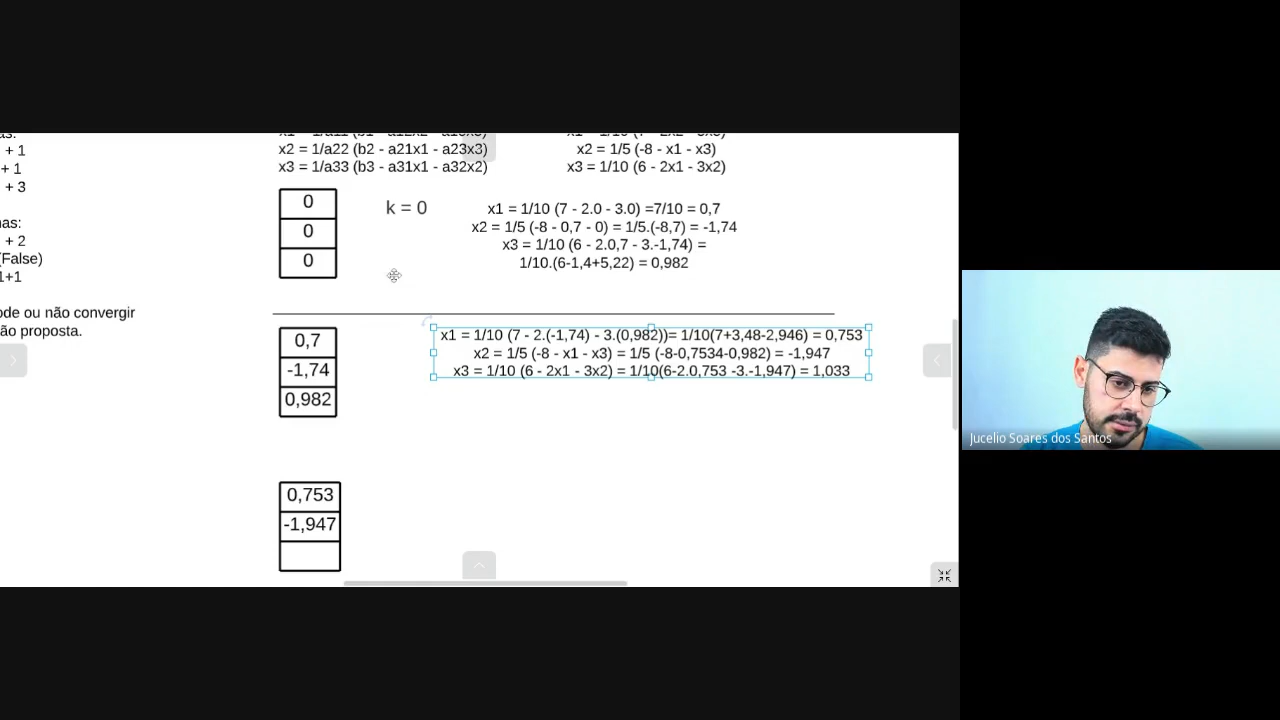 as:
+ 1
+ 1
+ 3
nas:
+ 2
(False)
1+1
ode ou não convergir
ão proposta.
x2 = 1/a22 (b2 - a21x1 - a23x3)
x3 = 1/a33 (b3 - a31x1 - a32x2)
x2 = 1/5 (-8 - x1 - x3)
x3 = 1/10 (6 - 2x1 - 3x2)
0
0
0
k = 0
x1 = 1/10 (7 - 2.0 - 3.0) =7/10 = 0,7
x2 = 1/5 (-8 - 0,7 - 0) = 1/5.(-8,7) = -1,74
x3 = 1/10 (6 - 2.0,7 - 3.-1,74) =
1/10.(6-1,4+5,22) = 0,982
0,7
-1,74
0,982
x1 = 1/10 (7 - 2.(-1,74) - 3.(0,982))= 1/10(7+3,48-2,946) = 0,753
x2 = 1/5 (-8 - x1 - x3) = 1/5 (-8-0,7534-0,982) = -1,947
x3 = 1/10 (6 - 2x1 - 3x2) = 1/10(6-2.0,753 -3.-1,947) = 1,033
0,753
-1,947
Jucelio Soares dos Santos